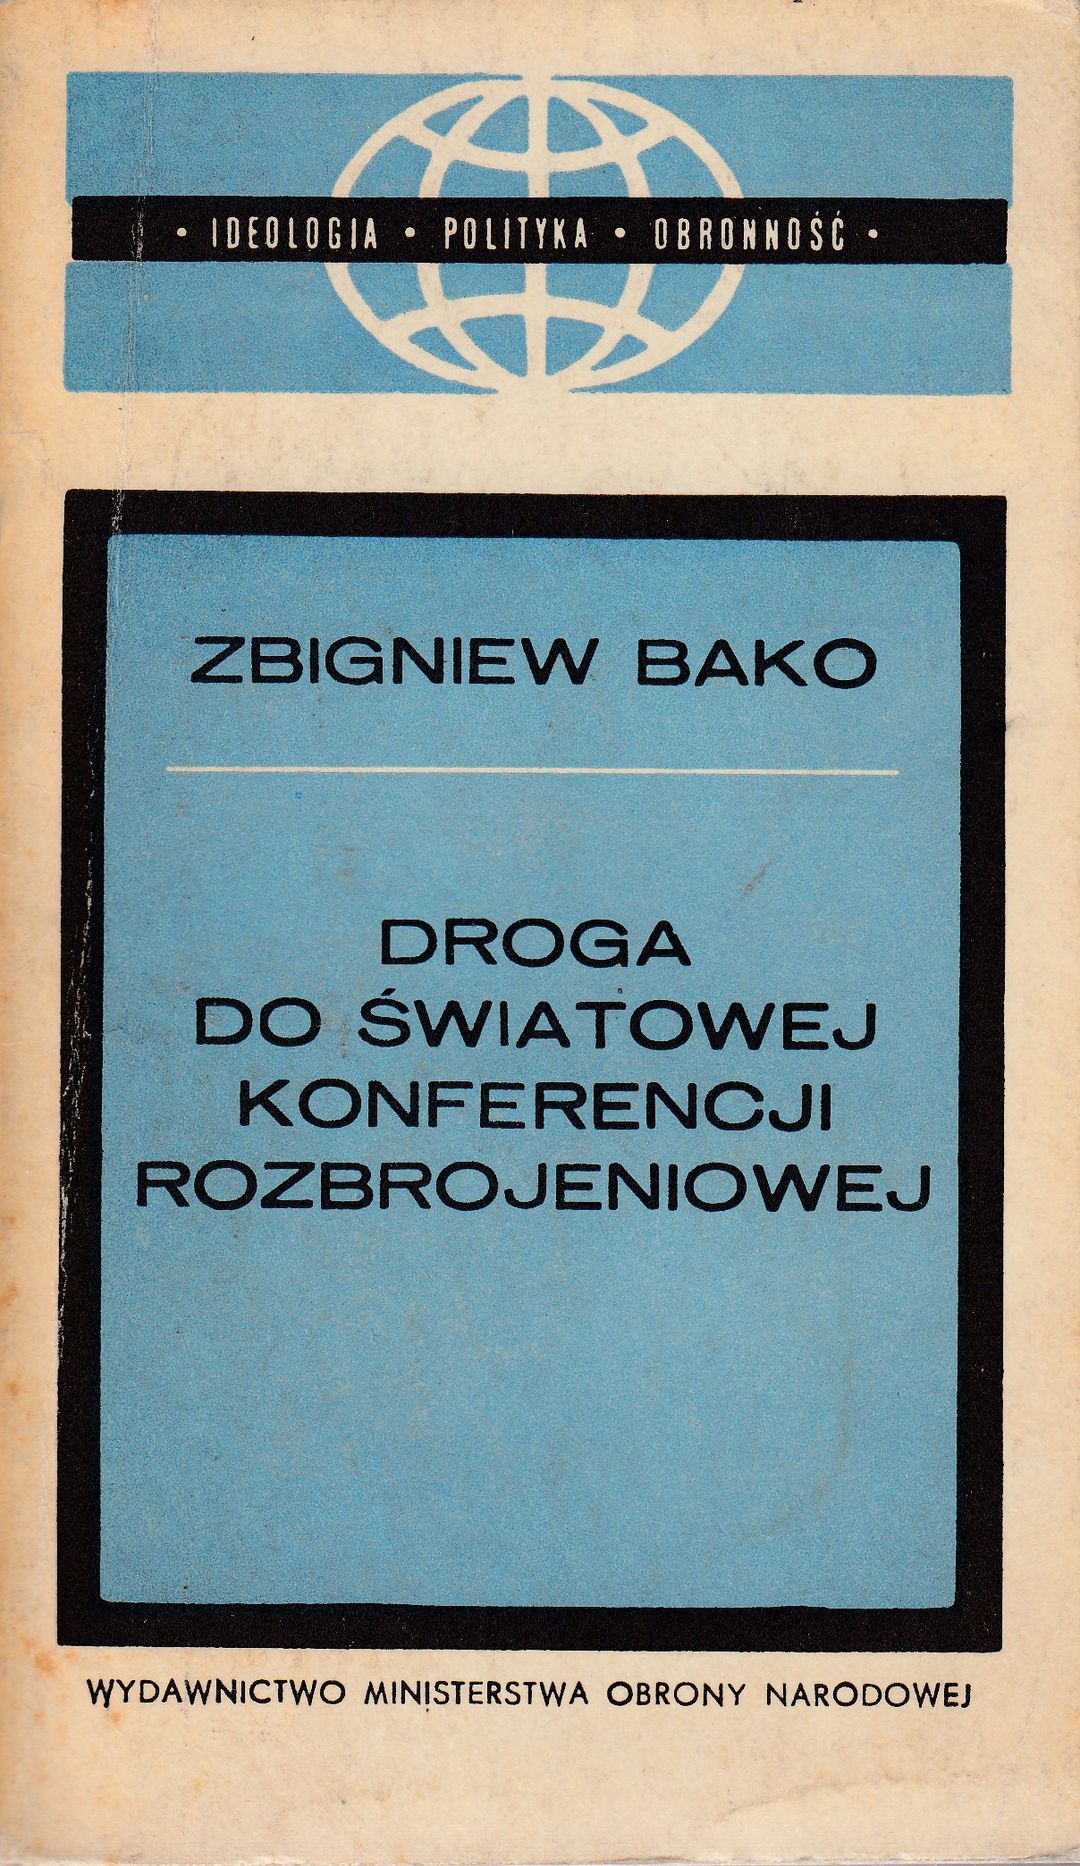 • IDEOLOGIA • POLITYKA • OBRONNOŚĆ •
ZBIGNIEW BAKO
DROGA
DO ŚWIATOWEJ
KONFERENCJI
ROZBROJENIOWEJ
WYDAWNICTWO MINISTERSTWA OBRONY NARODOWEJ